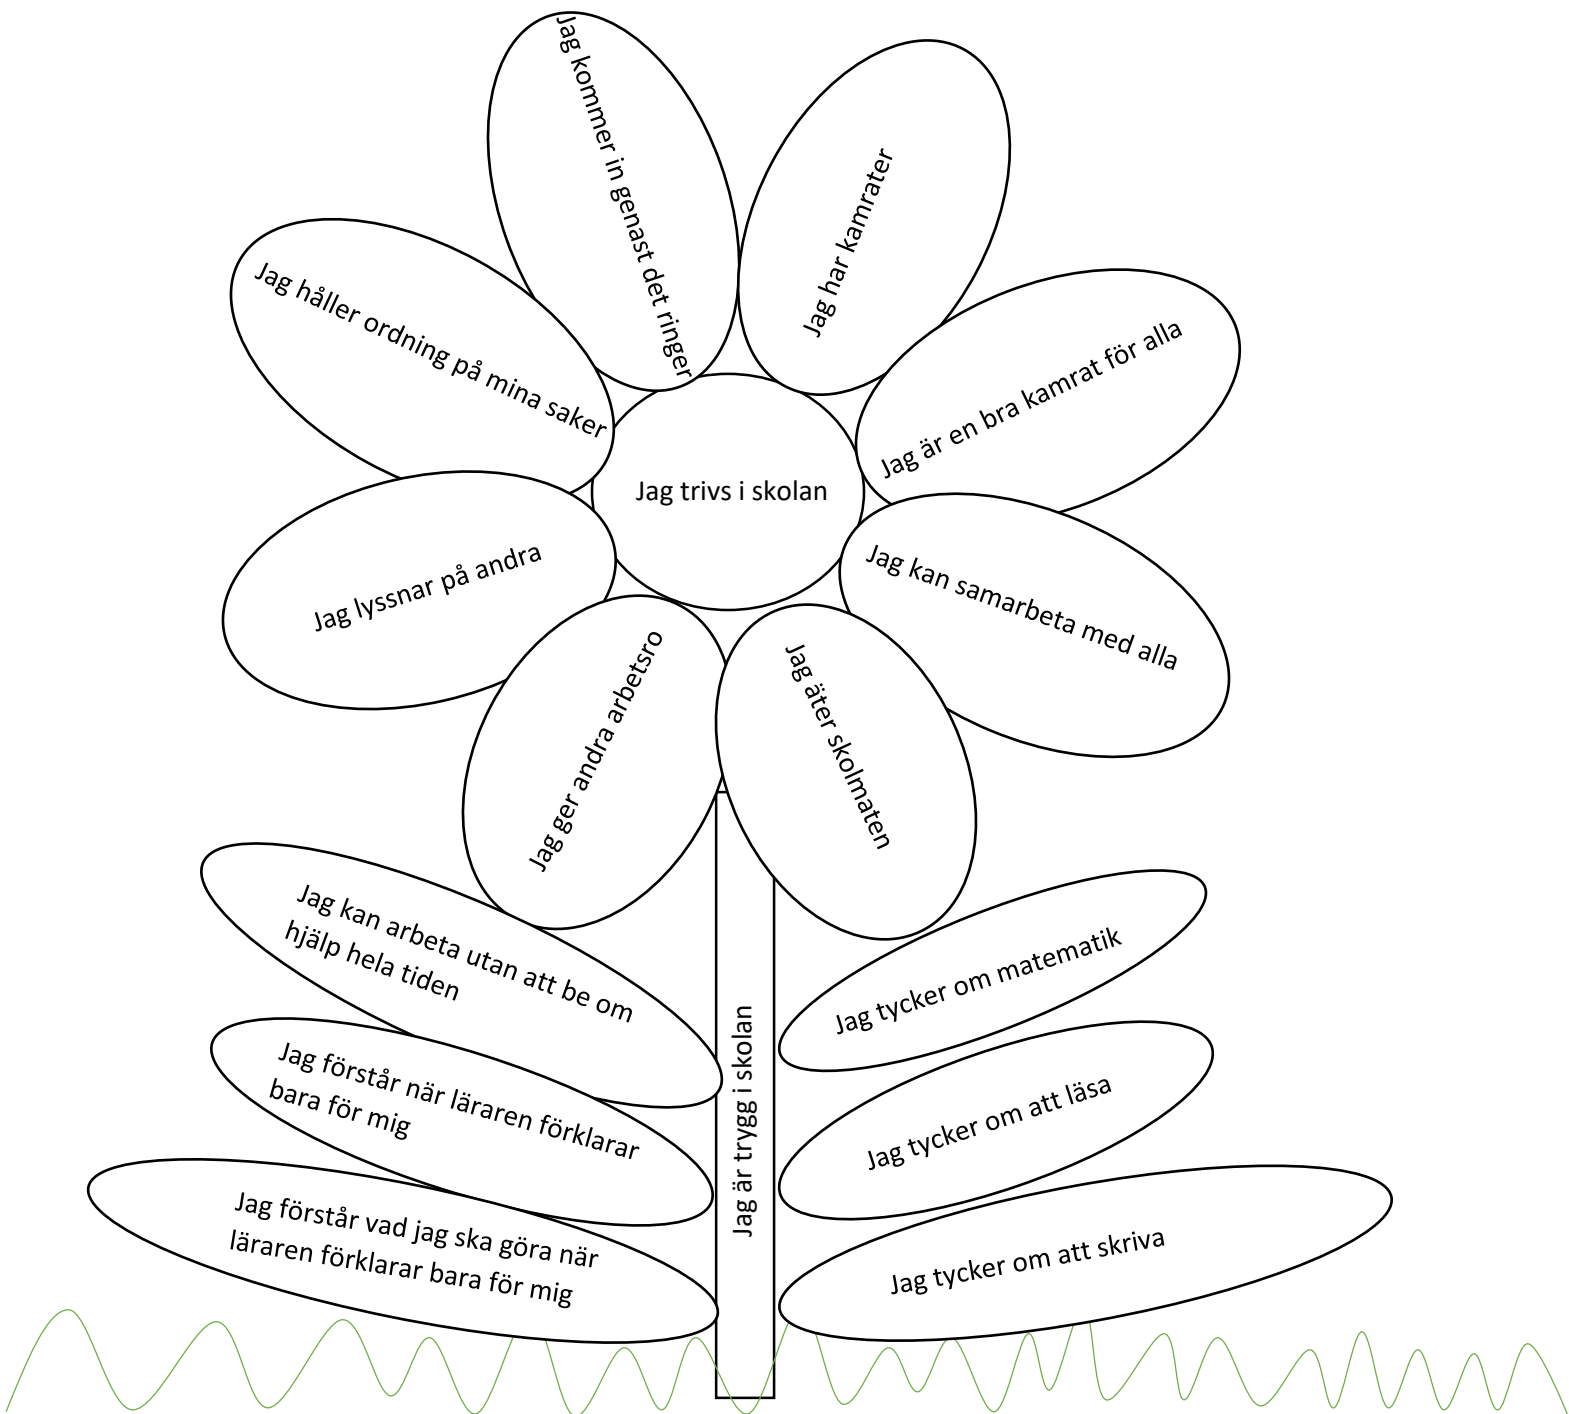 Jag kommer in genast det ringer
Jag har kamrater
Jag håller ordning på mina saker
Jag är en bra kamrat för alla
Jag trivs i skolan
Jag lyssnar på andra
Jag kan samarbeta med alla
Jag ger andra arbetsro
Jag äter skolmaten
Jag kan arbeta utan att be om
hjälp hela tiden
Jag tycker om matematik
Jag är trygg i skolan
Jag förstår när läraren förklarar
bara för mig
Jag tycker om att läsa
Jag förstår vad jag ska göra när
läraren förklarar bara för mig
Jag tycker om att skriva